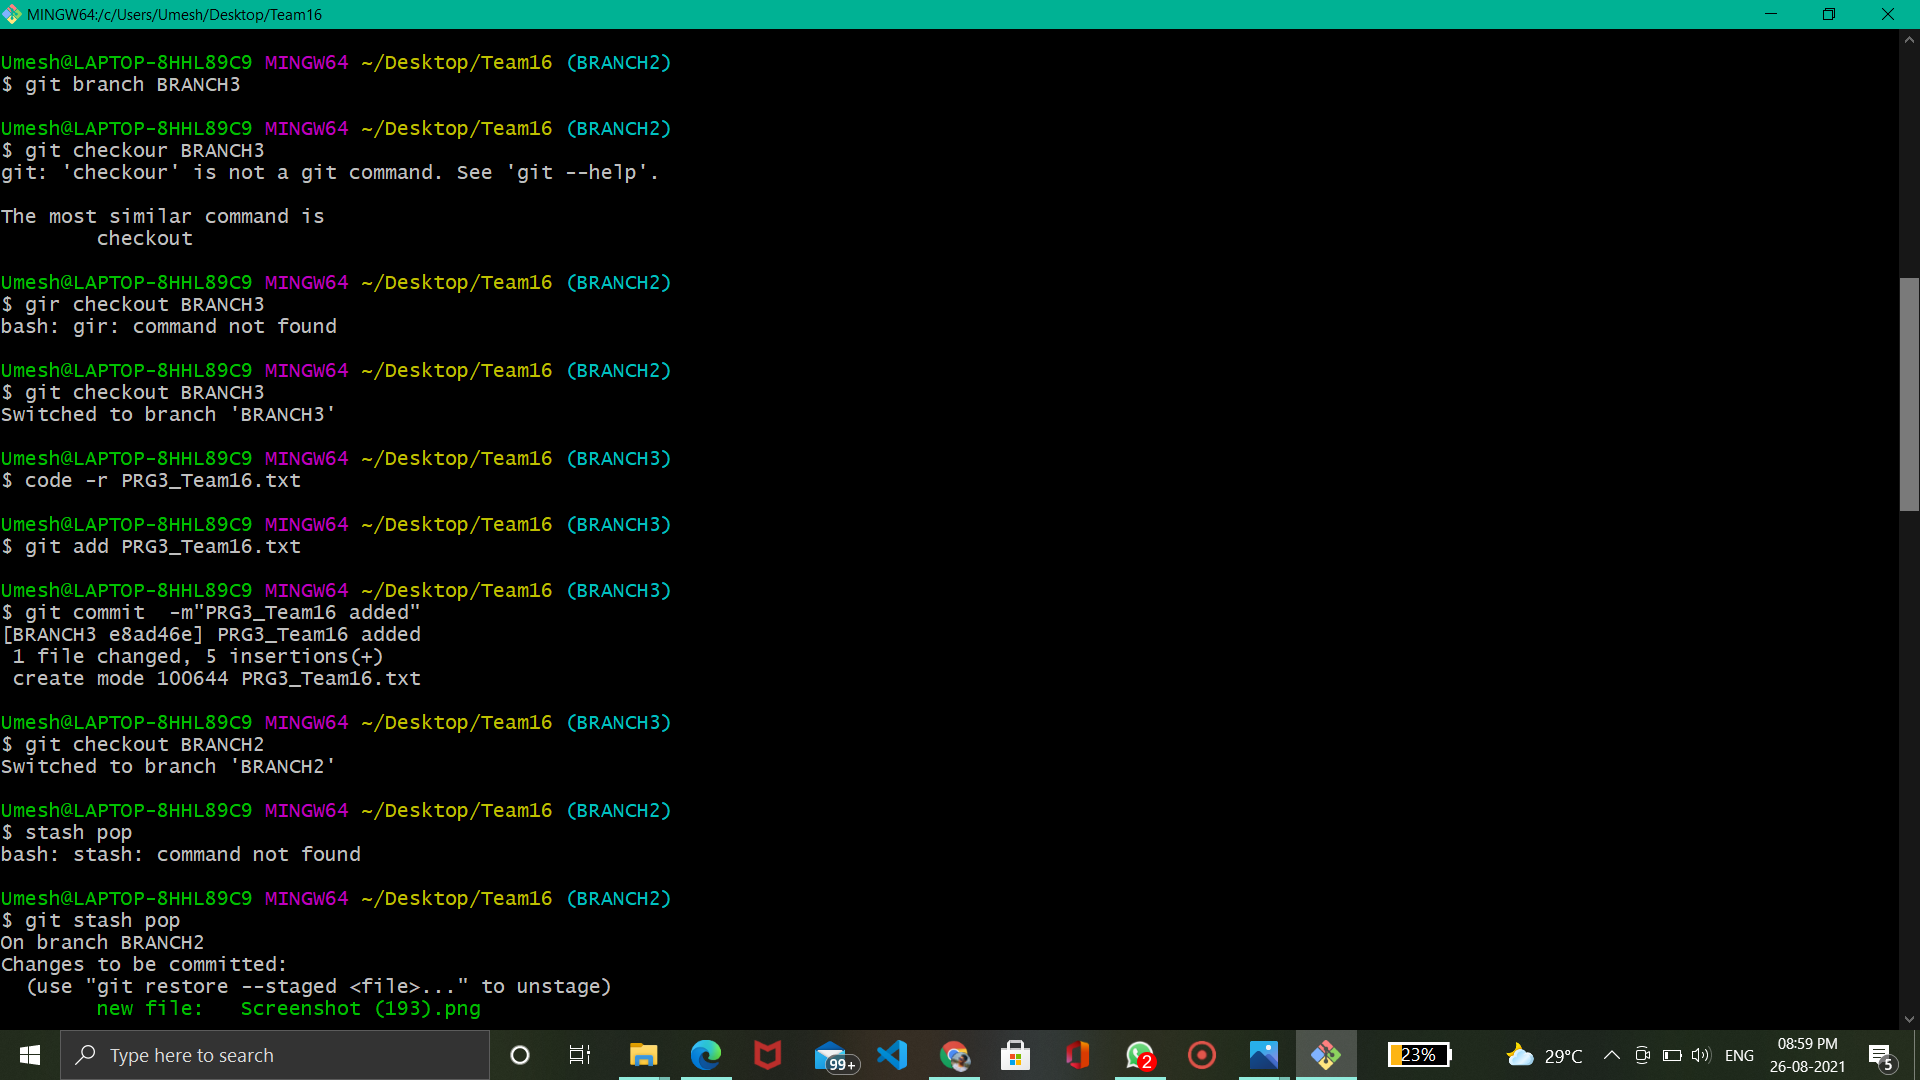 MINGW64:/c/Users/Umesh/Desktop/Team16
Umesh@LAPTOP-8HHL89C9 MINGW64 ~/Desktop/Team16 (BRANCH2)
$ git branch BRANCH3
Umesh@LAPTOP-8HHL89C9 MINGW64 ~/Desktop/Team16 (BRANCH2)
$ git checkour BRANCH3
git: 'checkour' is not a git command. See 'git --help'.
The most similar command is
checkout
Umesh@LAPTOP-8HHL89C9 MINGW64 ~/Desktop/Team16 (BRANCH2)
$ gir checkout BRANCH3
bash: gir: command not found
Umesh@LAPTOP-8HHL89C9 MINGW64 ~/Desktop/Team16 (BRANCH2)
$ git checkout BRANCH3
Switched to branch 'BRANCH3'
Umesh@LAPTOP-8HHL89C9 MINGW64 ~/Desktop/Team16 (BRANCH3)
$ code -r PRG3_Team16.txt
Umesh@LAPTOP-8HHL89C9 MINGW64 ~/Desktop/Team16 (BRANCH3)
$ git add PRG3_Team16.txt
Umesh@LAPTOP-8HHL89C9 MINGW64 ~/Desktop/Team16 (BRANCH3)
$ git commit  -m"PRG3_Team16 added"
[BRANCH3 e8ad46e] PRG3_Team16 added
1 file changed, 5 insertions(+)
create mode 100644 PRG3_Team16.txt
Umesh@LAPTOP-8HHL89C9 MINGW64 ~/Desktop/Team16 (BRANCH3)
$ git checkout BRANCH2
Switched to branch 'BRANCH2'
Umesh@LAPTOP-8HHL89C9 MINGW64 ~/Desktop/Team16 (BRANCH2)
$ stash pop
bash: stash: command not found
Umesh@LAPTOP-8HHL89C9 MINGW64 ~/Desktop/Team16 (BRANCH2)
$ git stash pop
On branch BRANCH2
Changes to be committed:
(use "git restore --staged <file>..." to unstage)
new file:   Screenshot (193).png
Type here to search
99+
2
23%
29°C
ENG
08:59 PM
26-08-2021
5